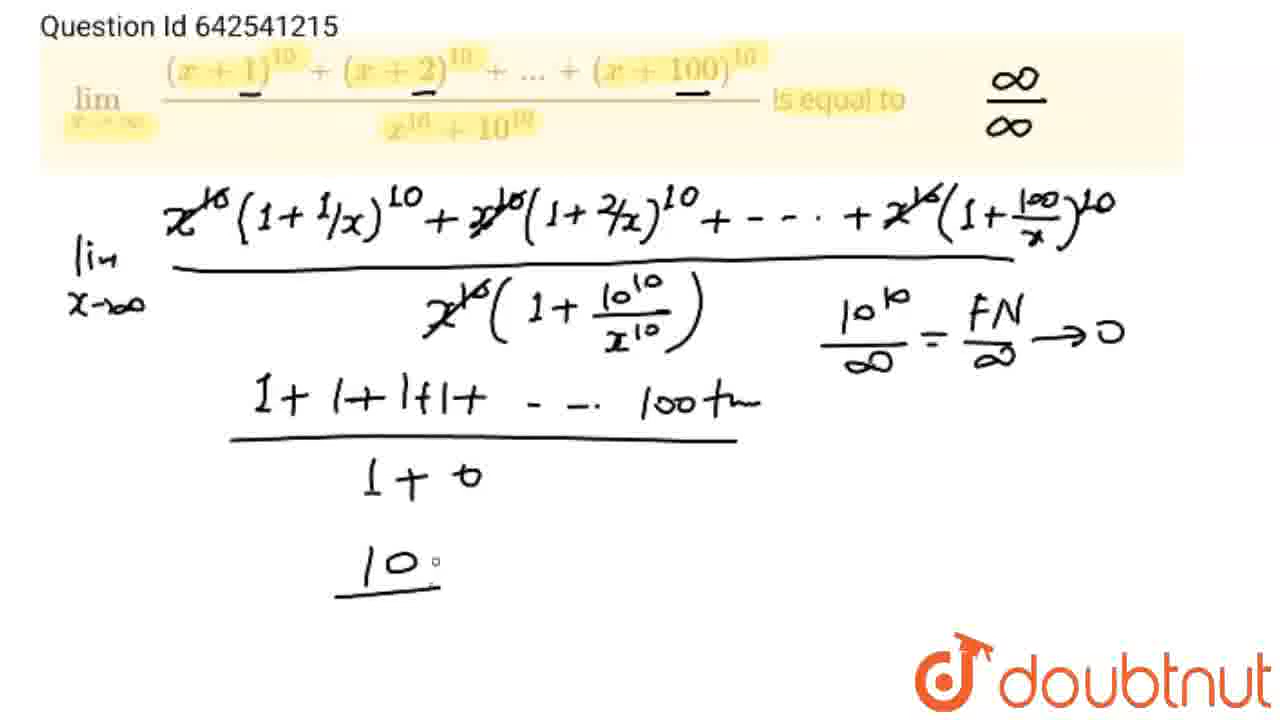 Question Id 642541215
lim x→∞ ((x + 1)^10 + (x + 2)^10 + ... + (x + 100)^10) / (x^10 + 10^10) is equal to ∞/∞
lim x→∞ (x^10 (1 + 1/x)^10 + x^10 (1 + 2/x)^10 + - - - . + x^10 (1 + 100/x)^10) / (x^10 (1 + 10^10/x^10))
10^10/∞ = FN/∞ → 0
1 + 1 + 1 + 1 + - - . 100
1 + 0
10
doubtnut